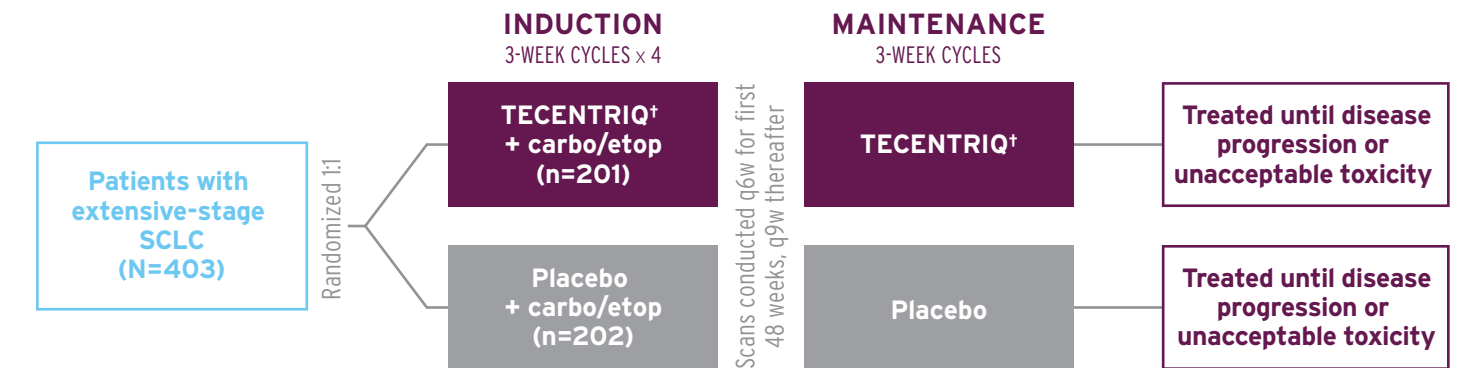 INDUCTION
3-WEEK CYCLES x 4
MAINTENANCE
3-WEEK CYCLES
Patients with
extensive-stage
SCLC
(N=403)
Randomized 1:1
TECENTRIQ†
+ carbo/etop
(n=201)
Placebo
+ carbo/etop
(n=202)
Scans conducted q6w for first
48 weeks, q9w thereafter
TECENTRIQ†
Placebo
Treated until disease
progression or
unacceptable toxicity
Treated until disease
progression or
unacceptable toxicity